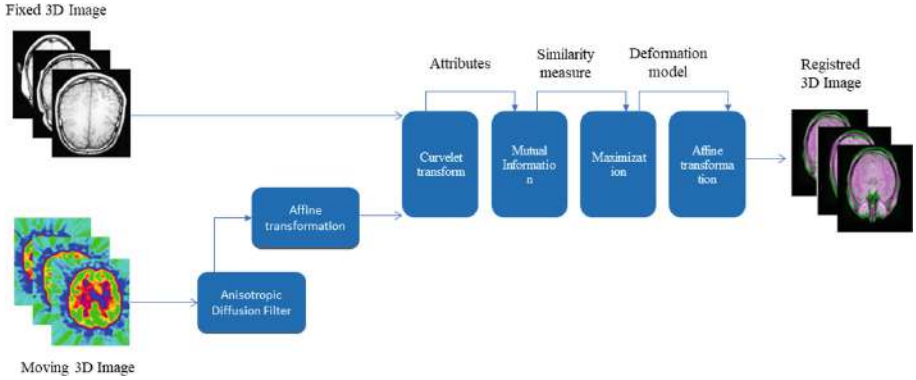 Fixed 3D Image
Attributes
Similarity
measure
Deformation
model
Registred
3D Image
Curvelet
transform
Mutual
Informatio
n
Maximizat
ion
Affine
transforma
tion
Affine
transformation
Anisotropic
Diffusion Filter
Moving 3D Image